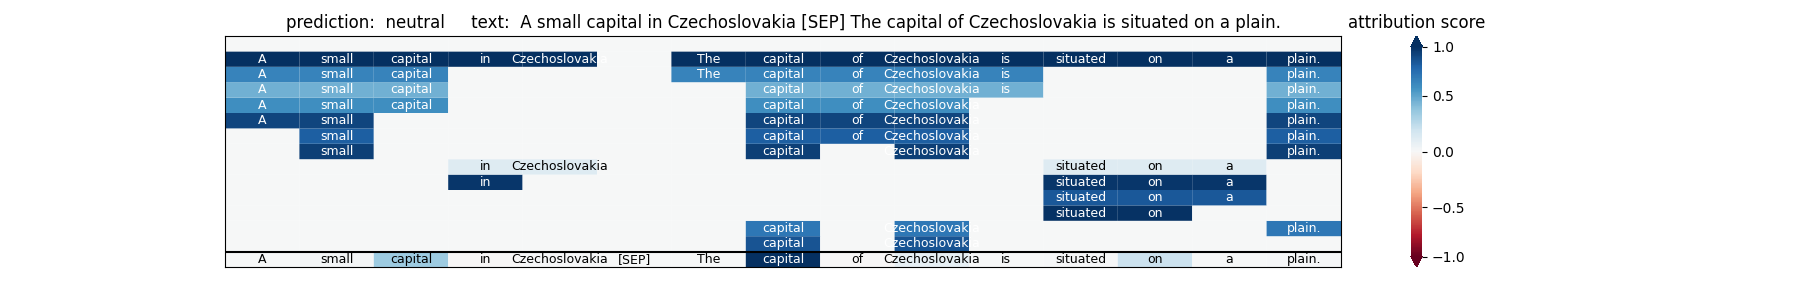 prediction: neutral text: A small capital in Czechoslovakia [SEP] The capital of Czechoslovakia is situated on a plain. attribution score
A small capital in Czechoslovak The capital of Czechoslovakia is situated on a plain. 1.0
A small capital The capital of Czechoslovakia is plain.
A small capital capital of Czechoslovakia is plain. 0.5
A small capital capital of Czechoslovak plain.
A small capital of Czechoslovak plain.
small capital of Czechoslovak plain.
small capital zechoslovak plain. 0.0
in Czechoslovakia situated on a
in situated on a
situated on a
situated on −0.5
capital zechoslovak plain.
capital zechoslovak
A small capital in Czechoslovakia [SEP] The capital of Czechoslovakia is situated on a plain. −1.0